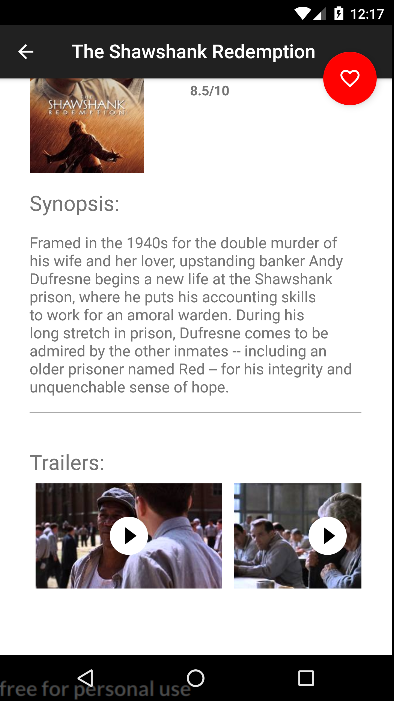 12:17
The Shawshank Redemption
8.5/10
SHAWSHANK
REDEMPTION
Synopsis:
Framed in the 1940s for the double murder of
his wife and her lover, upstanding banker Andy
Dufresne begins a new life at the Shawshank
prison, where he puts his accounting skills
to work for an amoral warden. During his
long stretch in prison, Dufresne comes to be
admired by the other inmates -- including an
older prisoner named Red -- for his integrity and
unquenchable sense of hope.
Trailers:
free for personal use